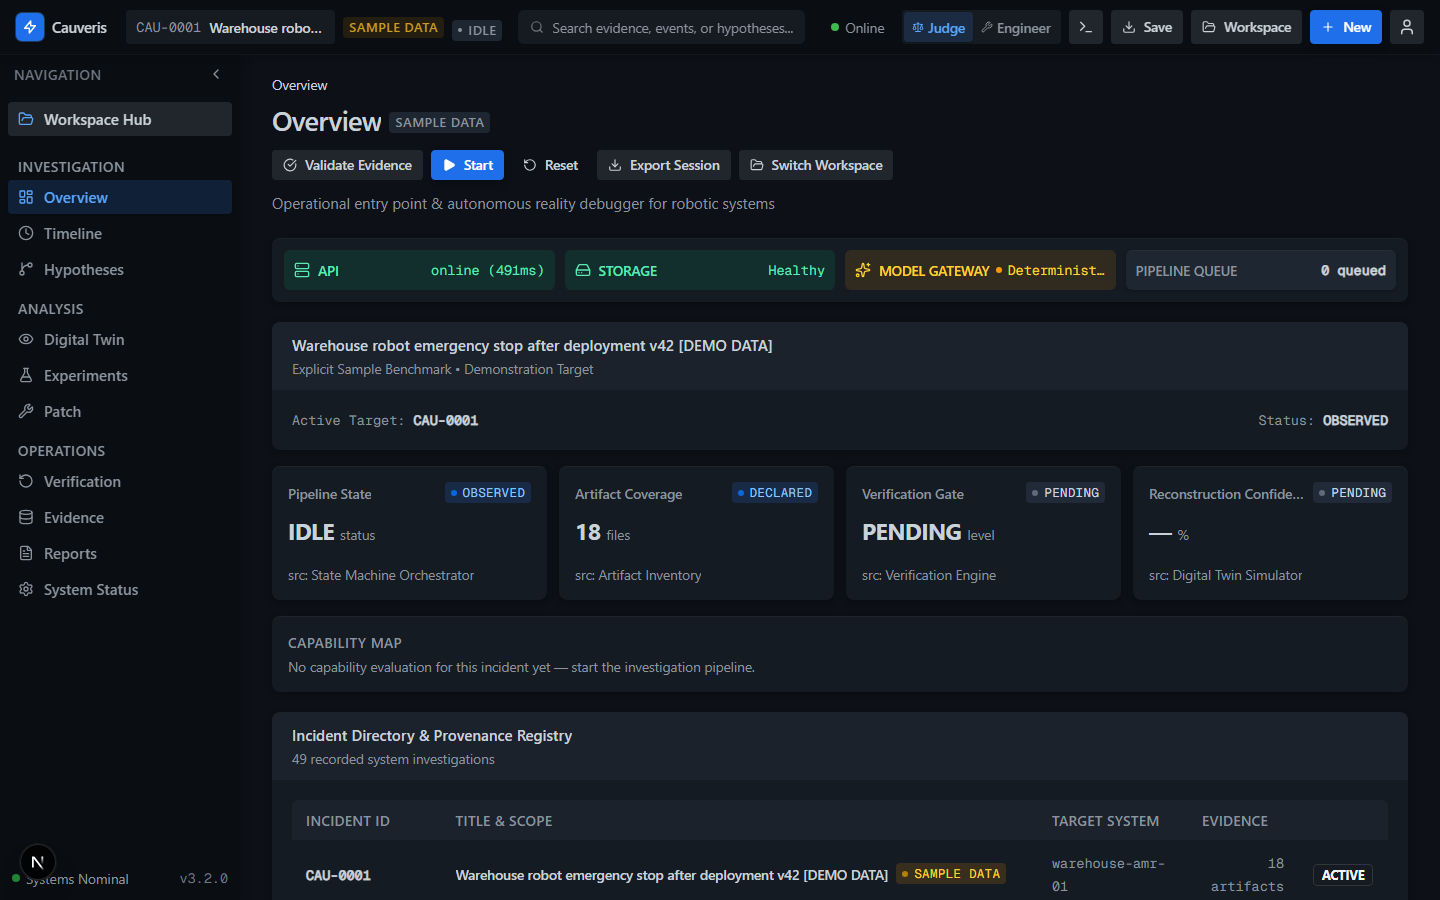 Cauveris
CAU-0001 Warehouse robo...
SAMPLE DATA
IDLE
Search evidence, events, or hypotheses...
Online
Judge
Engineer
Save
Workspace
New
NAVIGATION
Workspace Hub
INVESTIGATION
Overview
Timeline
Hypotheses
ANALYSIS
Digital Twin
Experiments
Patch
OPERATIONS
Verification
Evidence
Reports
System Status
N
Systems Nominal v3.2.0
Overview
Overview SAMPLE DATA
Validate Evidence
Start
Reset
Export Session
Switch Workspace
Operational entry point & autonomous reality debugger for robotic systems
API online (491ms)
STORAGE Healthy
MODEL GATEWAY • Determinist…
PIPELINE QUEUE 0 queued
Warehouse robot emergency stop after deployment v42 [DEMO DATA]
Explicit Sample Benchmark • Demonstration Target
Active Target: CAU-0001
Status: OBSERVED
Pipeline State OBSERVED
IDLE status
src: State Machine Orchestrator
Artifact Coverage DECLARED
18 files
src: Artifact Inventory
Verification Gate PENDING
PENDING level
src: Verification Engine
Reconstruction Confide... PENDING
— %
src: Digital Twin Simulator
CAPABILITY MAP
No capability evaluation for this incident yet — start the investigation pipeline.
Incident Directory & Provenance Registry
49 recorded system investigations
INCIDENT ID TITLE & SCOPE TARGET SYSTEM EVIDENCE
CAU-0001 Warehouse robot emergency stop after deployment v42 [DEMO DATA] SAMPLE DATA
warehouse-amr-
01
18
artifacts
ACTIVE